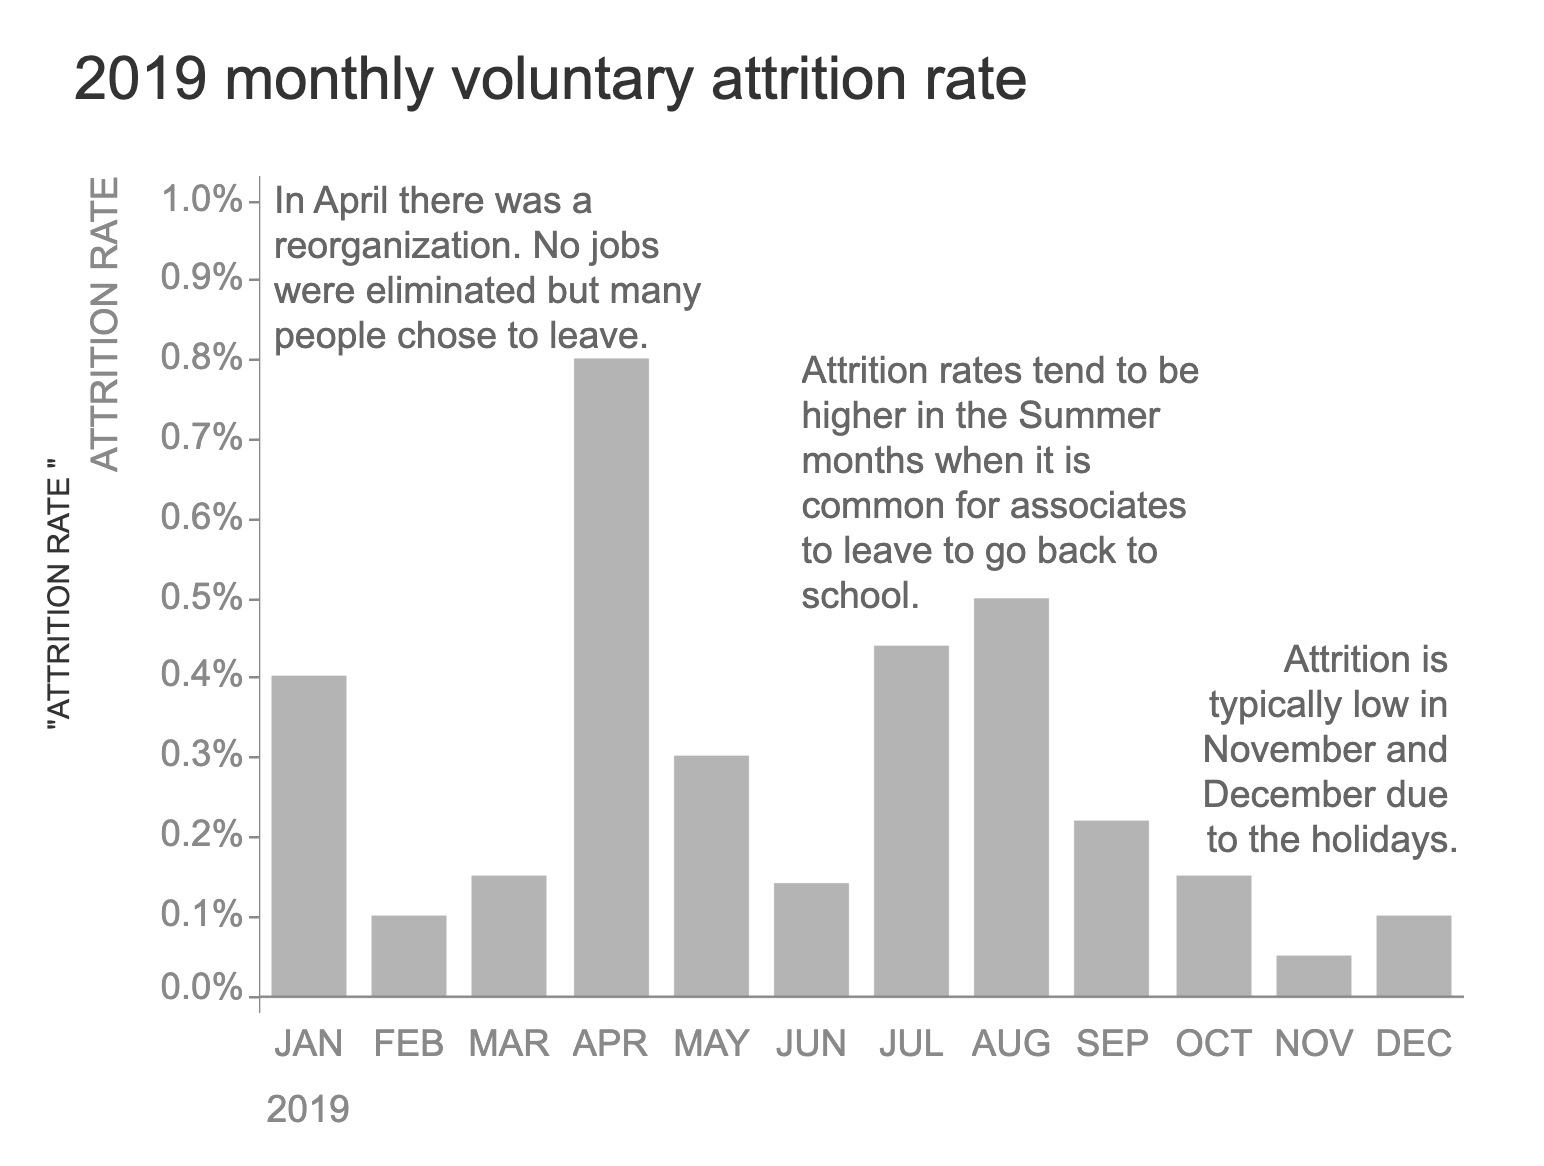 2019 monthly voluntary attrition rate
"ATTRITION RATE "
ATTRITION RATE
1.0%
0.9%
0.8%
0.7%
0.6%
0.5%
0.4%
0.3%
0.2%
0.1%
0.0%
In April there was a
reorganization. No jobs
were eliminated but many
people chose to leave.
Attrition rates tend to be
higher in the Summer
months when it is
common for associates
to leave to go back to
school.
Attrition is
typically low in
November and
December due
to the holidays.
JAN FEB MAR APR MAY JUN JUL AUG SEP OCT NOV DEC
2019